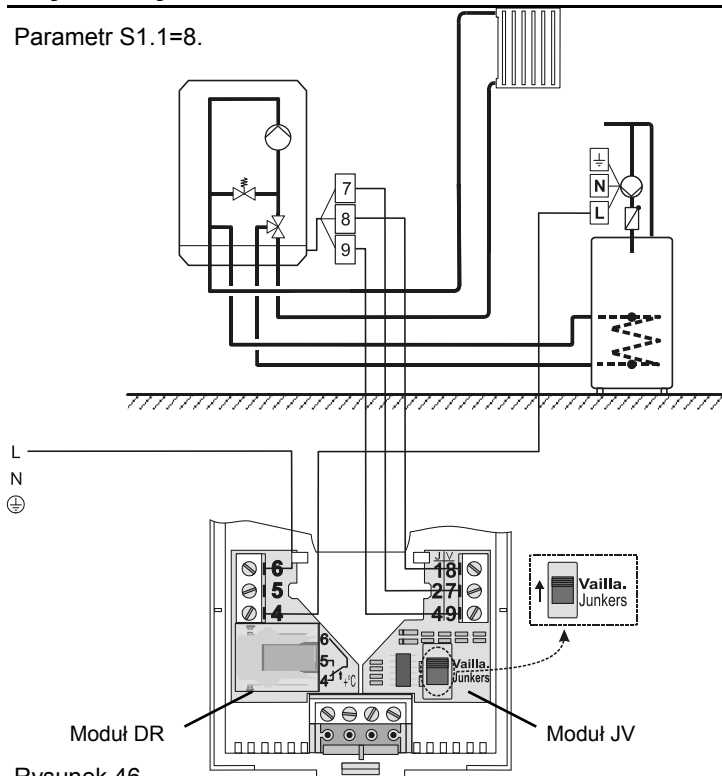 Parametr S1.1=8.
7
8
9
N
L
L
N
J V
6
5
4
18
27
49
6
5
4
+°C
Vailla.
Junkers
Vailla.
Junkers
Moduł DR
Moduł JV
Rysunek 46